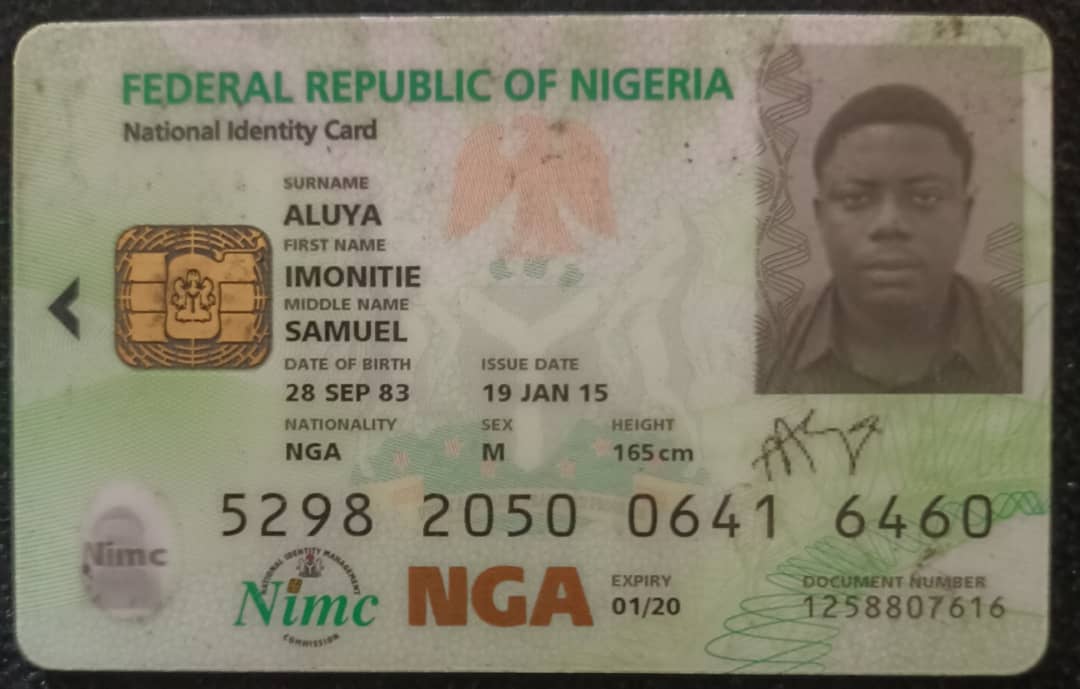 FEDERAL REPUBLIC OF NIGERIA
National Identity Card
SURNAME
ALUYA
FIRST NAME
IMONITIE
MIDDLE NAME
SAMUEL
DATE OF BIRTH ISSUE DATE
28 SEP 83 19 JAN 15
NATIONALITY SEX HEIGHT
NGA M 165cm
5298 2050 0641 6460
Nimc
NATIONAL IDENTITY MANAGEMENT
Nimc
COMMISSION
NGA
EXPIRY
01/20
DOCUMENT NUMBER
1258807616